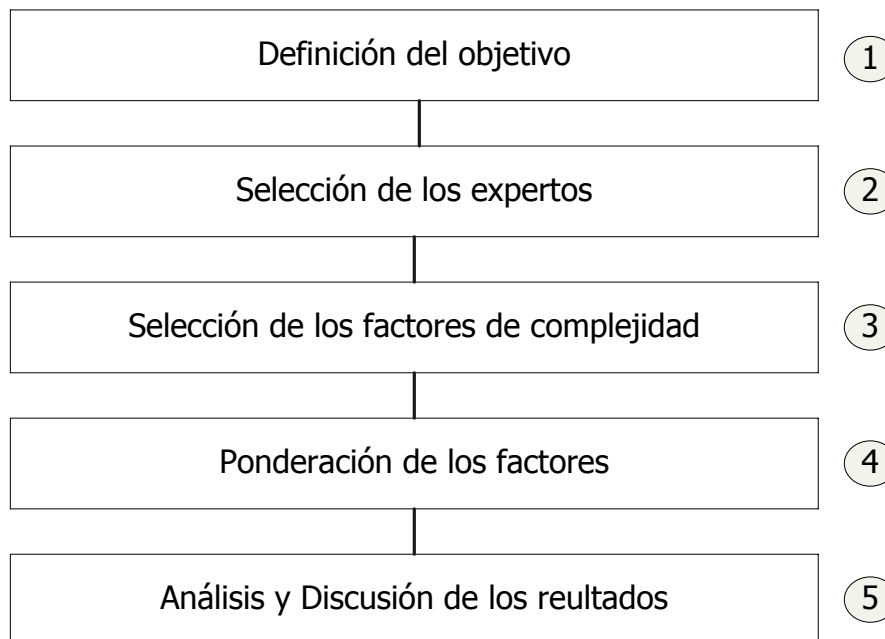 Definición del objetivo 1
Selección de los expertos 2
Selección de los factores de complejidad 3
Ponderación de los factores 4
Análisis y Discusión de los reultados 5